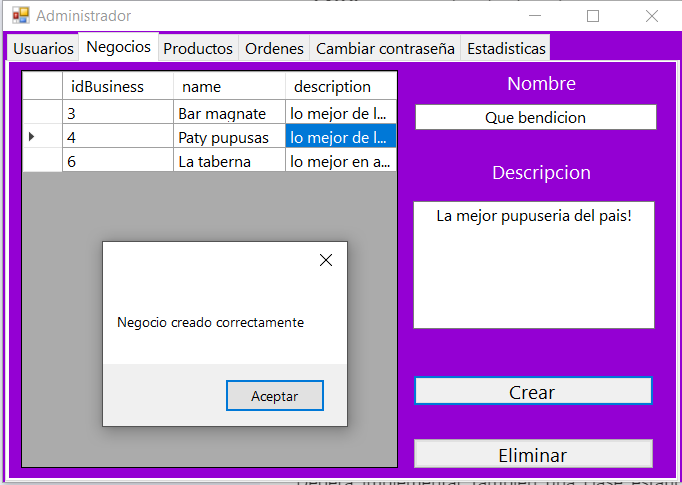 Administrador
Usuarios Negocios Productos Ordenes Cambiar contraseña Estadisticas
idBusiness name description
3 Bar magnate lo mejor de l...
4 Paty pupusas lo mejor de l...
6 La taberna lo mejor en a...
Nombre
Que bendicion
Descripcion
La mejor pupuseria del pais!
Negocio creado correctamente
Aceptar
Crear
Eliminar